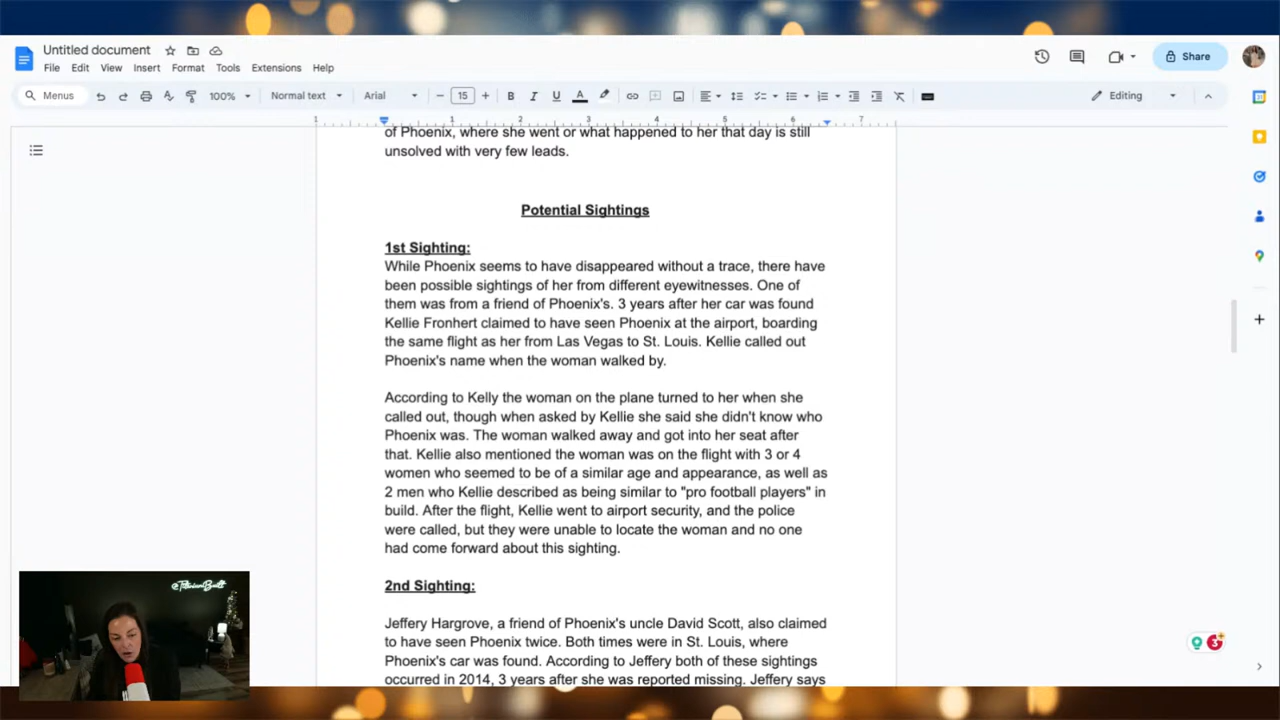 Untitled document
File Edit View Insert Format Tools Extensions Help
Share
Menus
100%
Normal text
Arial
15
B I U A
Editing
1 1 2 3 4 5 6 7
of Phoenix, where she went or what happened to her that day is still
unsolved with very few leads.
Potential Sightings
1st Sighting:
While Phoenix seems to have disappeared without a trace, there have
been possible sightings of her from different eyewitnesses. One of
them was from a friend of Phoenix's. 3 years after her car was found
Kellie Fronhert claimed to have seen Phoenix at the airport, boarding
the same flight as her from Las Vegas to St. Louis. Kellie called out
Phoenix's name when the woman walked by.
According to Kelly the woman on the plane turned to her when she
called out, though when asked by Kellie she said she didn't know who
Phoenix was. The woman walked away and got into her seat after
that. Kellie also mentioned the woman was on the flight with 3 or 4
women who seemed to be of a similar age and appearance, as well as
2 men who Kellie described as being similar to "pro football players" in
build. After the flight, Kellie went to airport security, and the police
were called, but they were unable to locate the woman and no one
had come forward about this sighting.
2nd Sighting:
Jeffery Hargrove, a friend of Phoenix's uncle David Scott, also claimed
to have seen Phoenix twice. Both times were in St. Louis, where
Phoenix's car was found. According to Jeffery both of these sightings
occurred in 2014, 3 years after she was reported missing. Jeffery says